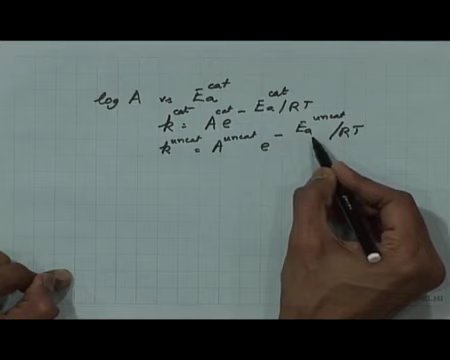 log A vs Ea^cat
k^cat = A^cat e^- Ea^cat/RT
k^uncat = A^uncat e^- Ea^uncat/RT